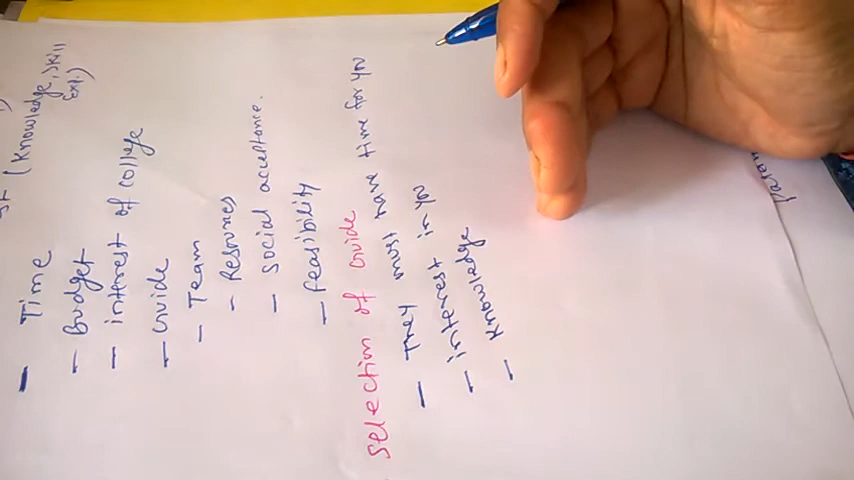 (Knowledge, Skill
Exp.)
- Time
- Budget
- interest of college
- Guide
- Team
- Resources
- Social acceptance.
- feasibility
Selection of Guide
- They must have time for you
- interest in you
- Knowledge